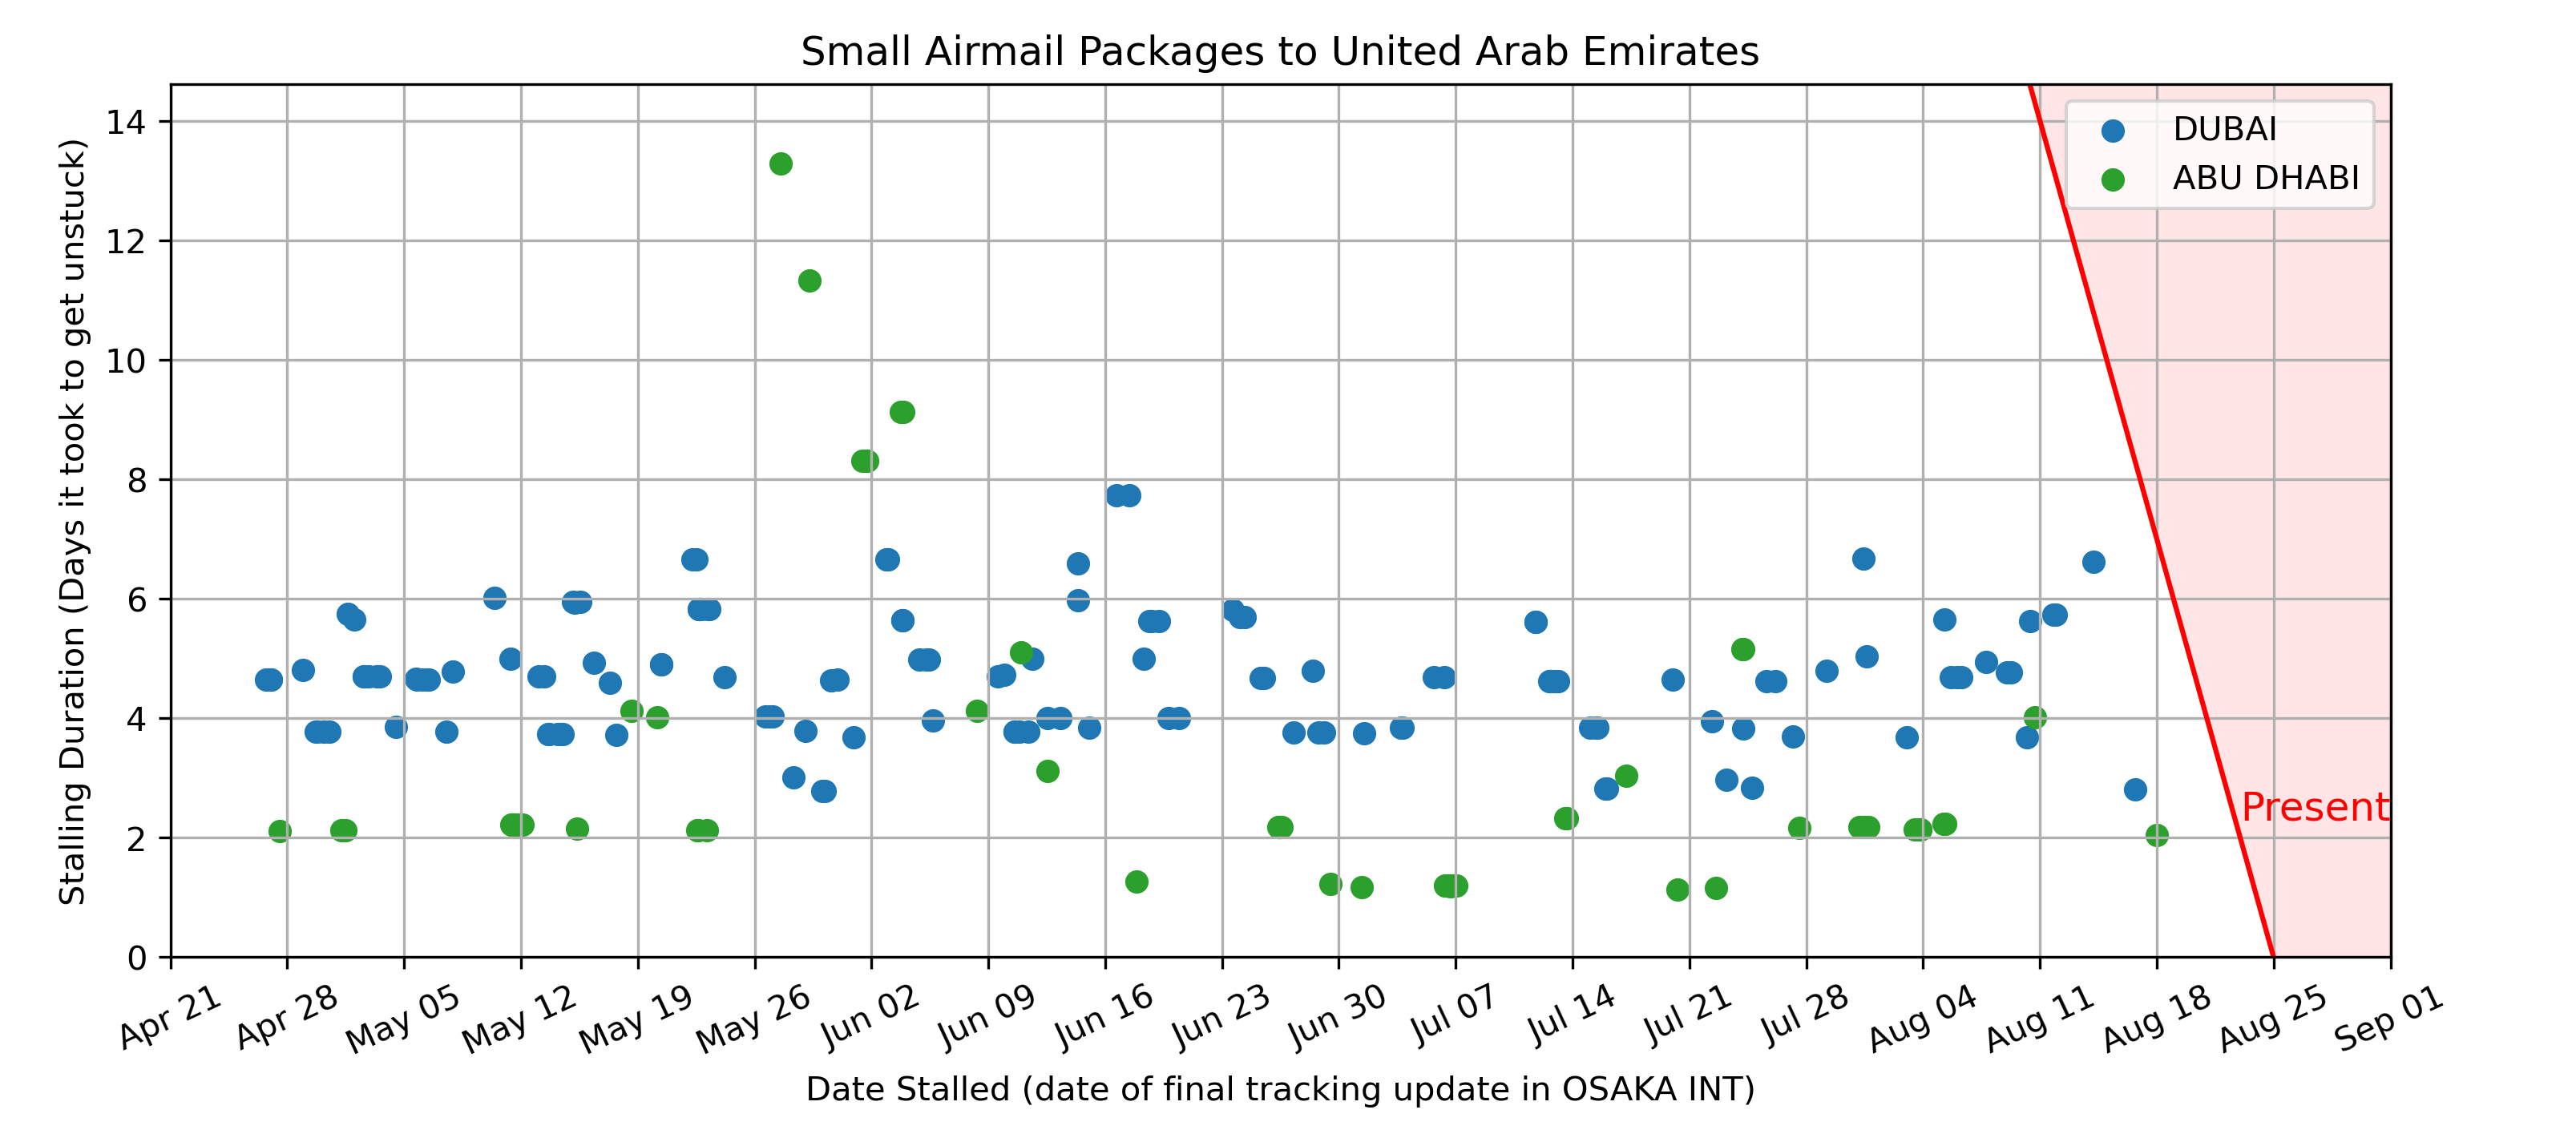 Small Airmail Packages to United Arab Emirates
DUBAI
ABU DHABI
Present
Stalling Duration (Days it took to get unstuck)
14
12
10
8
6
4
2
0
Apr 21
Apr 28
May 05
May 12
May 19
May 26
Jun 02
Jun 09
Jun 16
Jun 23
Jun 30
Jul 07
Jul 14
Jul 21
Jul 28
Aug 04
Aug 11
Aug 18
Aug 25
Sep 01
Date Stalled (date of final tracking update in OSAKA INT)